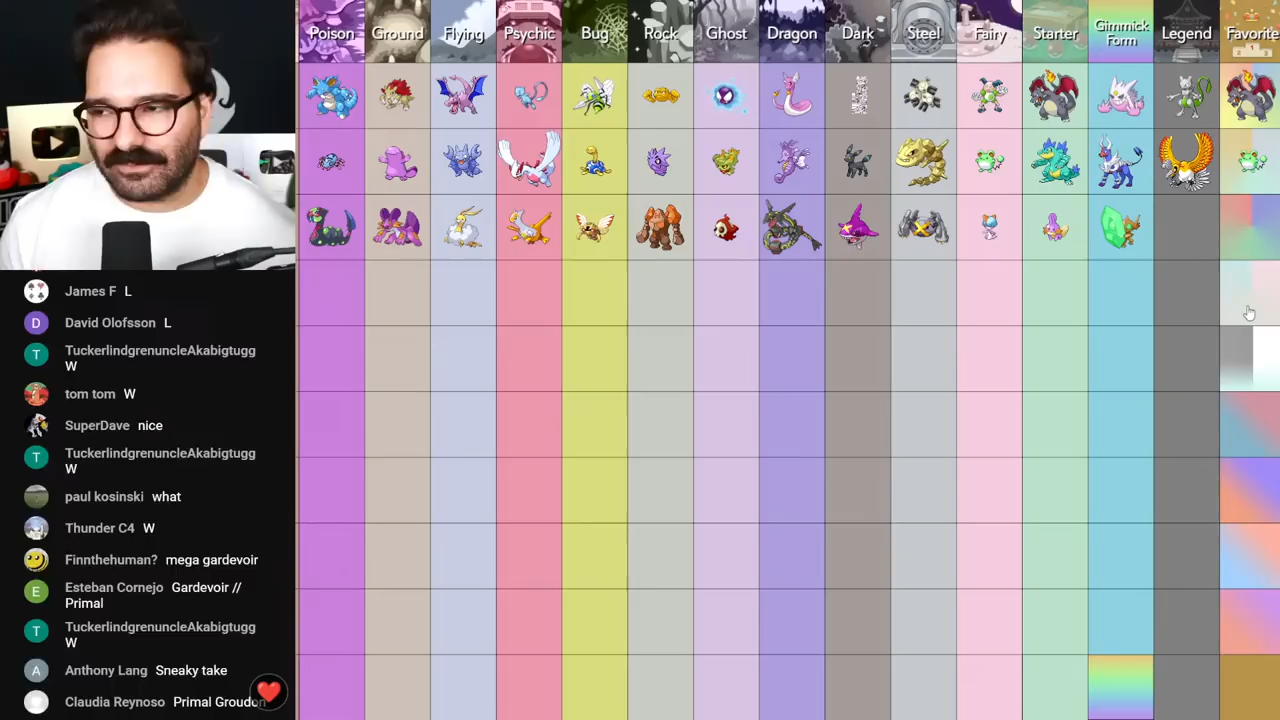 Poison Ground Flying Psychic Bug Rock Ghost Dragon Dark Steel Fairy Starter Gimmick Form Legend Favorite
James F L
David Olofsson L
TuckerlindgrenuncleAkabigtugg
W
tom tom W
SuperDave nice
TuckerlindgrenuncleAkabigtugg
W
paul kosinski what
Thunder C4 W
Finnthehuman? mega gardevoir
Esteban Cornejo Gardevoir //
Primal
TuckerlindgrenuncleAkabigtugg
W
Anthony Lang Sneaky take
Claudia Reynoso Primal Groudon